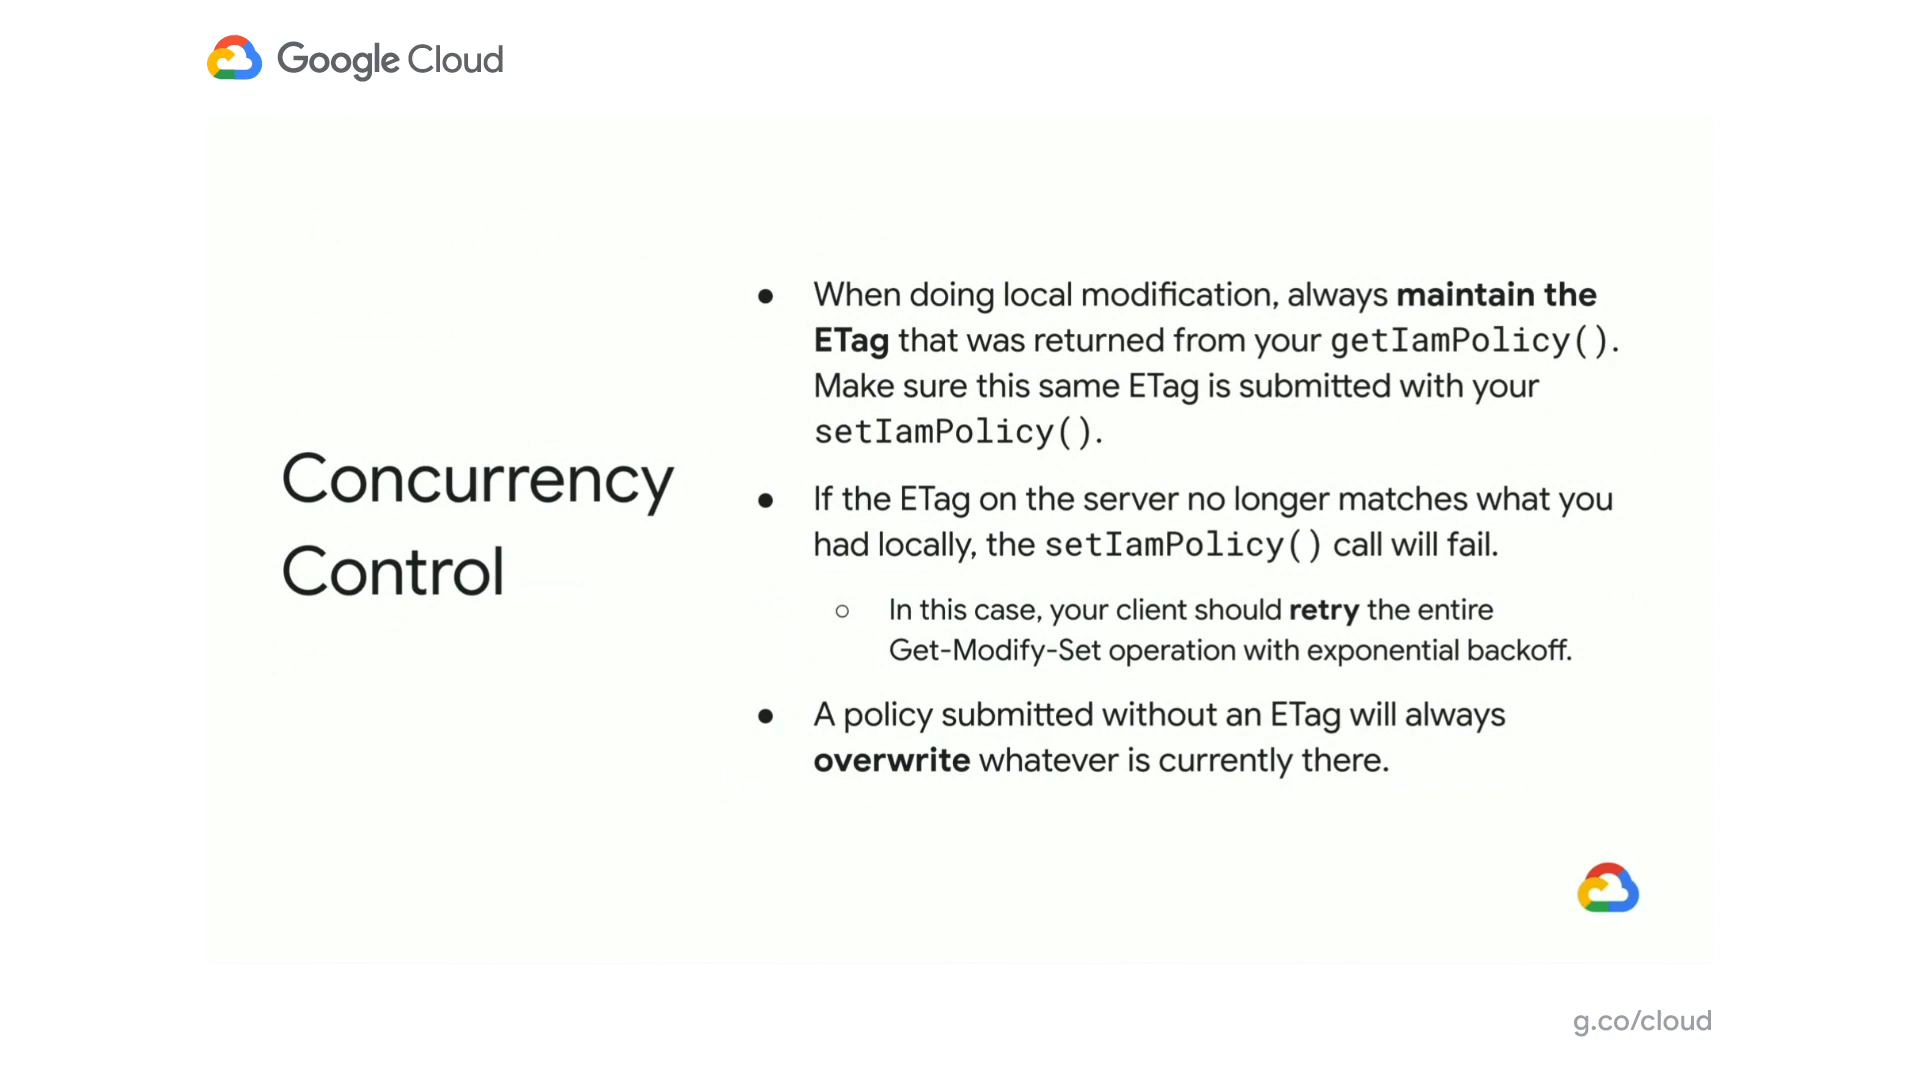 Google Cloud
Concurrency
Control
● When doing local modification, always maintain the
ETag that was returned from your getIamPolicy().
Make sure this same ETag is submitted with your
setIamPolicy().
● If the ETag on the server no longer matches what you
had locally, the setIamPolicy() call will fail.
○ In this case, your client should retry the entire
Get-Modify-Set operation with exponential backoff.
● A policy submitted without an ETag will always
overwrite whatever is currently there.
g.co/cloud